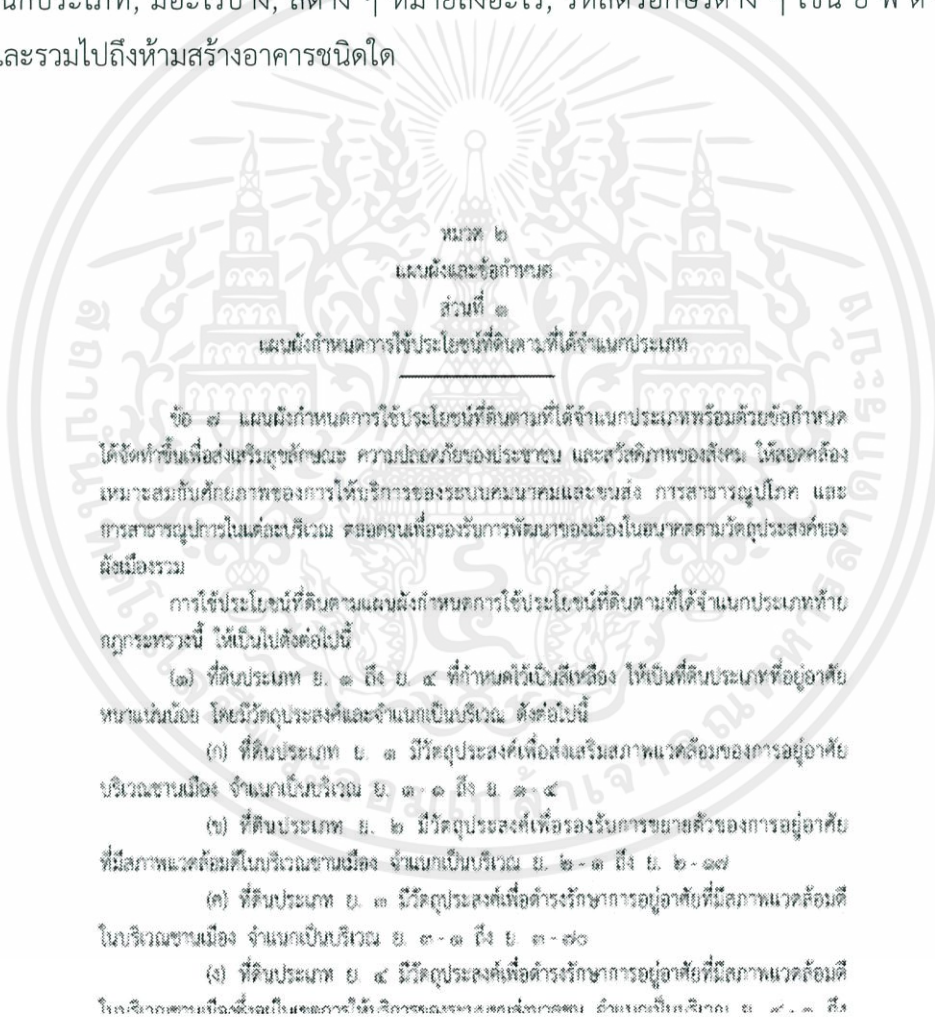 และรวมไปถึงห้ามสร้างอาคารชนิดใด
หมวด ๒
แผนผังและข้อกำหนด
ส่วนที่ ๑
แผนผังกำหนดการใช้ประโยชน์ที่ดินตามที่ได้จำแนกประเภท
ข้อ ๗ แผนผังกำหนดการใช้ประโยชน์ที่ดินตามที่ได้จำแนกประเภทพร้อมด้วยข้อกำหนด
ได้จัดทำขึ้นเพื่อส่งเสริมสุขลักษณะ ความปลอดภัยของประชาชน และสวัสดิภาพของสังคม ให้สอดคล้อง
เหมาะสมกับศักยภาพของการให้บริการของระบบคมนาคมและขนส่ง การสาธารณูปโภค และ
การสาธารณูปการในแต่ละบริเวณ ตลอดจนเพื่อรองรับการพัฒนาของเมืองในอนาคตตามวัตถุประสงค์ของ
ผังเมืองรวม
การใช้ประโยชน์ที่ดินตามแผนผังกำหนดการใช้ประโยชน์ที่ดินตามที่ได้จำแนกประเภทท้าย
กฎกระทรวงนี้ ให้เป็นไปดังต่อไปนี้
(๑) ที่ดินประเภท ย. ๑ ถึง ย. ๔ ที่กำหนดไว้เป็นสีเหลือง ให้เป็นที่ดินประเภทที่อยู่อาศัย
หนาแน่นน้อย โดยมีวัตถุประสงค์และจำแนกเป็นบริเวณ ดังต่อไปนี้
(ก) ที่ดินประเภท ย. ๑ มีวัตถุประสงค์เพื่อส่งเสริมสภาพแวดล้อมของการอยู่อาศัย
บริเวณชานเมือง จำแนกเป็นบริเวณ ย. ๑-๑ ถึง ย. ๑-๔
(ข) ที่ดินประเภท ย. ๒ มีวัตถุประสงค์เพื่อรองรับการขยายตัวของการอยู่อาศัย
ที่มีสภาพแวดล้อมดีในบริเวณชานเมือง จำแนกเป็นบริเวณ ย. ๒-๑ ถึง ย. ๒-๑๗
(ค) ที่ดินประเภท ย. ๓ มีวัตถุประสงค์เพื่อดำรงรักษาการอยู่อาศัยที่มีสภาพแวดล้อมดี
ในบริเวณชานเมือง จำแนกเป็นบริเวณ ย. ๓-๑ ถึง ย. ๓-๗๐
(ง) ที่ดินประเภท ย. ๔ มีวัตถุประสงค์เพื่อดำรงรักษาการอยู่อาศัยที่มีสภาพแวดล้อมดี
สถาบันเทคโนโลยีพระจอมเกล้าเจ้าคุณทหารลาดกระบัง